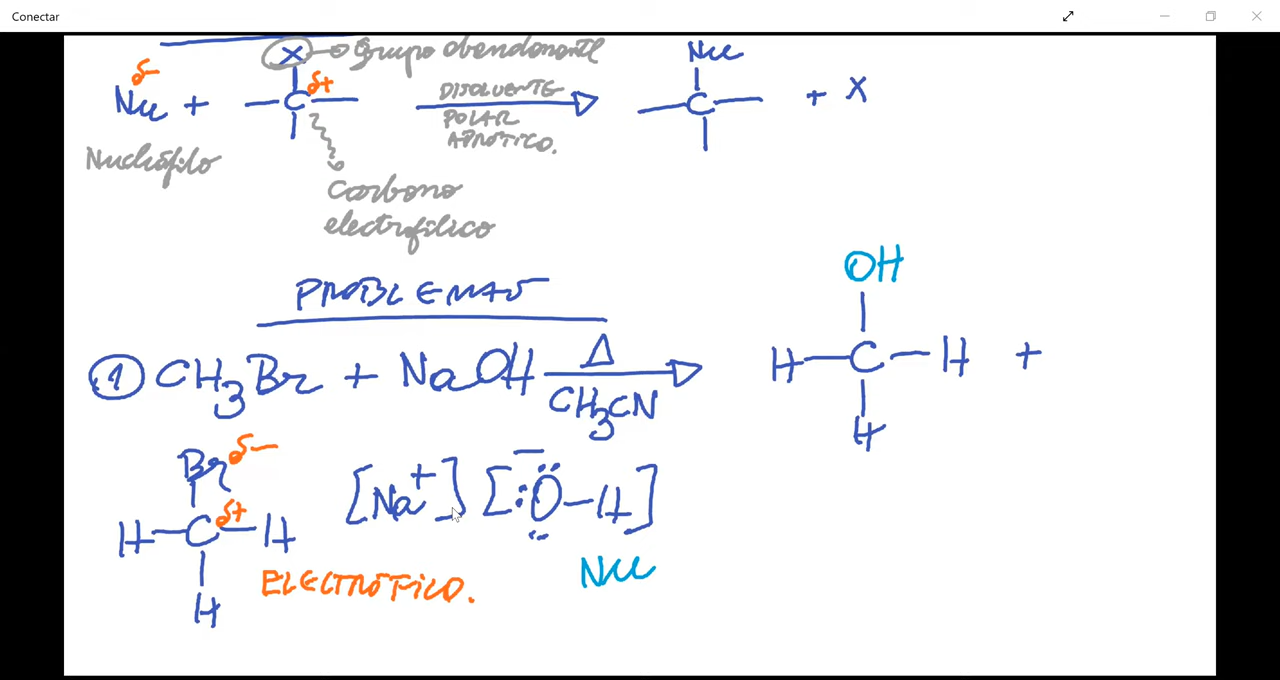 Conectar
X → Grupo abandonante
Nu δ- + C δ+ DISOLVENTE POLAR APRÓTICO. Nu C + X
Nucleófilo
Carbono
electrofílico
PROBLEMAS
① CH3Br + NaOH Δ CH3CN OH H-C-H H +
Br δ-
H-C δ+ -H
H
[Na+] [:Ö-H]-
ELECTRÓFILO.
Nu